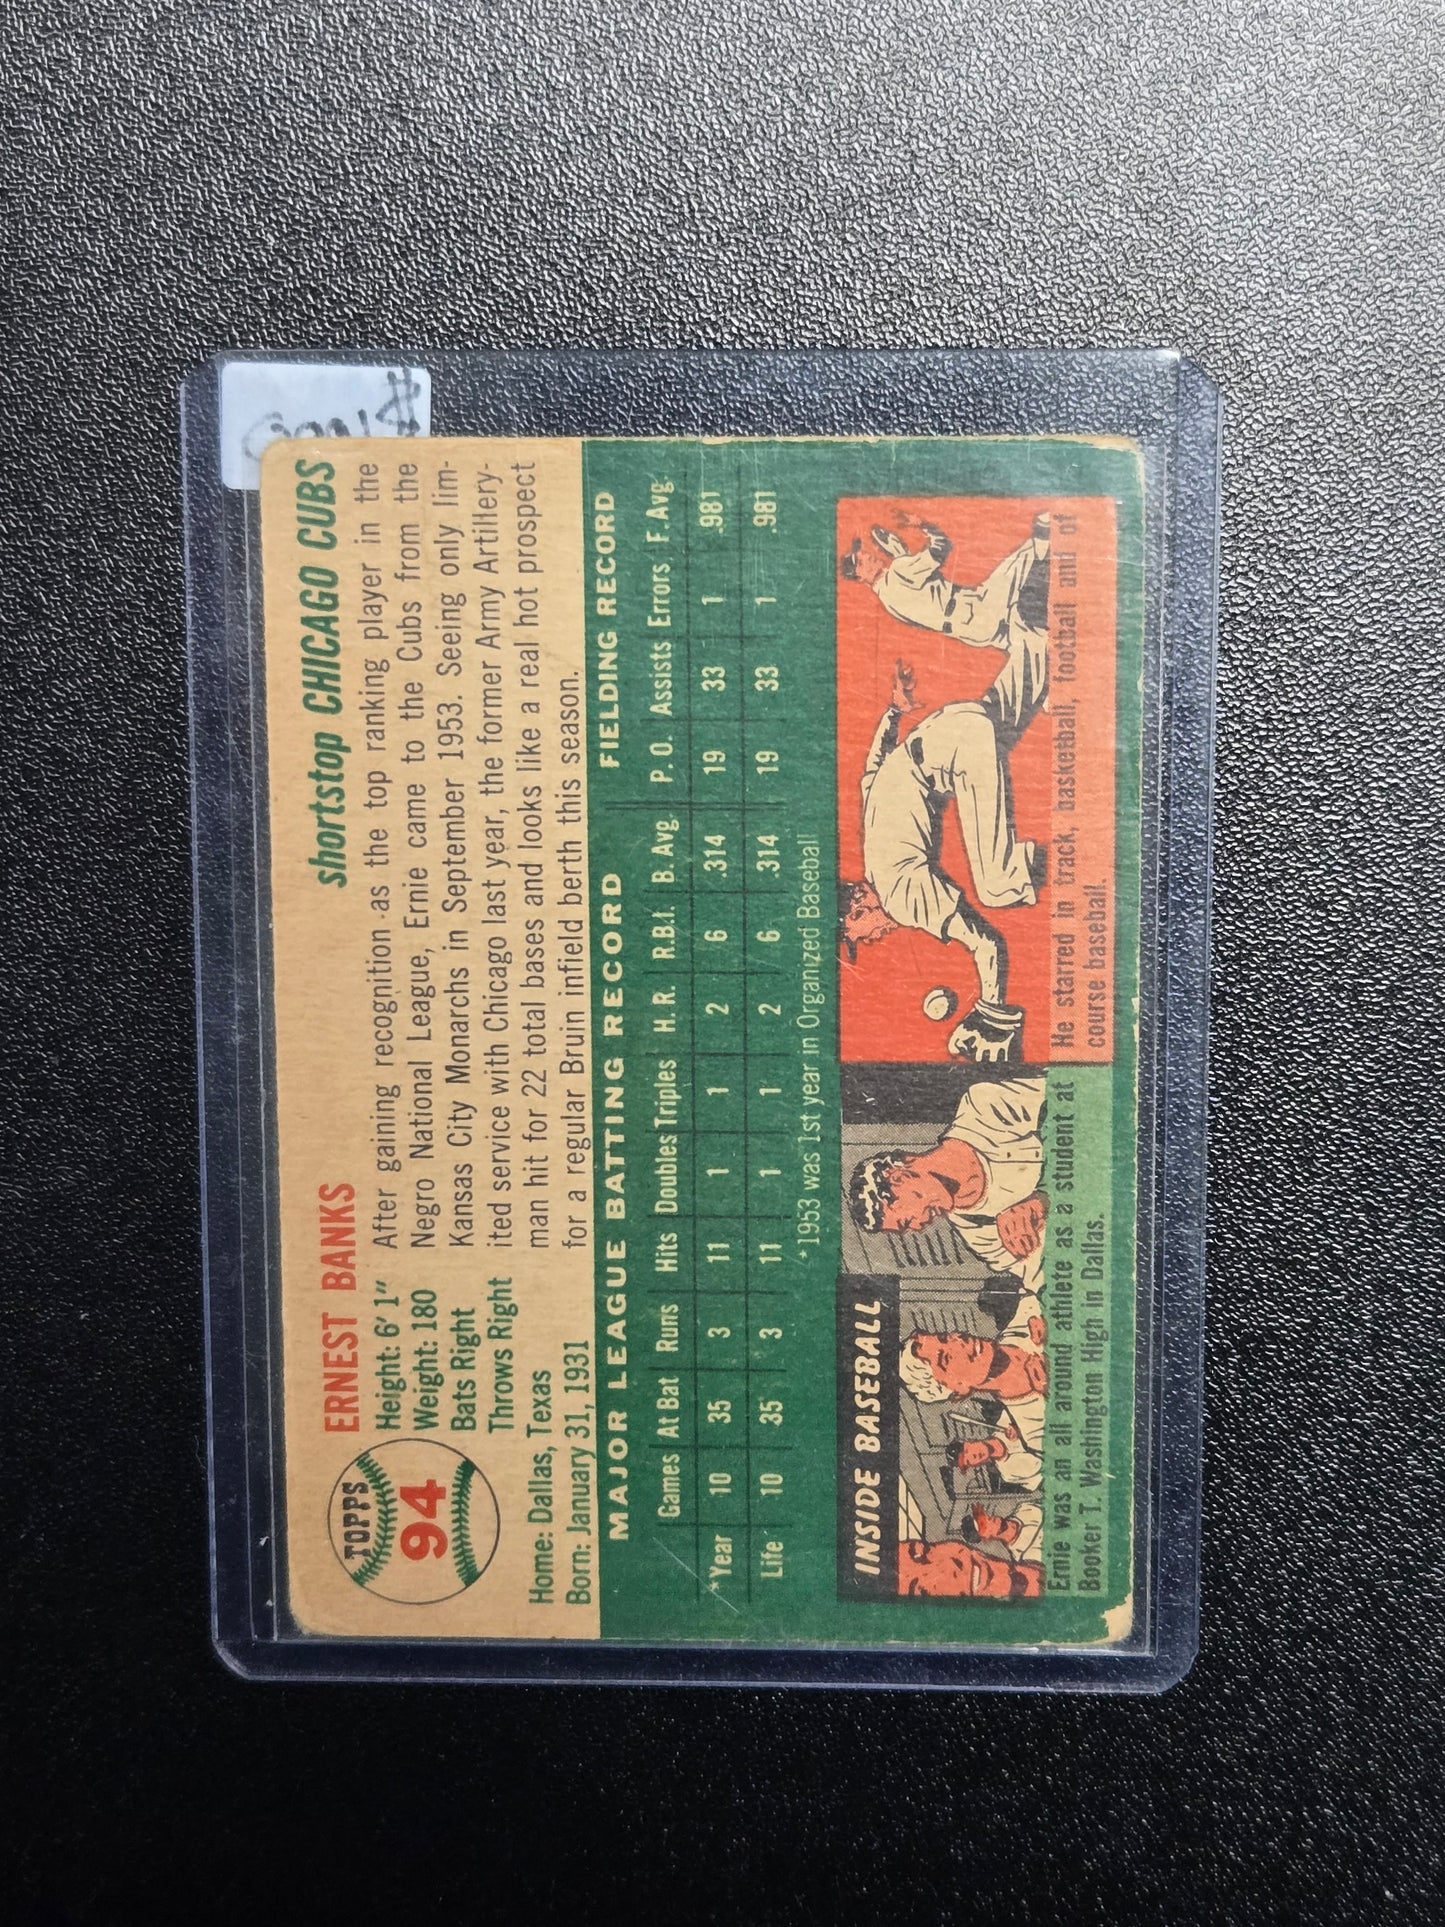 TOPPS
94
ERNEST BANKS
shortstop CHICAGO CUBS
Height: 6' 1"
Weight: 180
Bats Right
Throws Right
Home: Dallas, Texas
Born: January 31, 1931
After gaining recognition as the top ranking player in the
Negro National League, Ernie came to the Cubs from the
Kansas City Monarchs in September 1953. Seeing only lim-
ited service with Chicago last year, the former Army Artillery-
man hit for 22 total bases and looks like a real hot prospect
for a regular Bruin infield berth this season.
MAJOR LEAGUE BATTING RECORD FIELDING RECORD
Games At Bat Runs Hits Doubles Triples H. R. R.B.I. B. Avg. P. O. Assists Errors F. Avg.
*Year 10 35 3 11 1 1 2 6 .314 19 33 1 .981
Life 10 35 3 11 1 1 2 6 .314 19 33 1 .981
*1953 was 1st year in Organized Baseball
INSIDE BASEBALL
Ernie was an all around athlete as a student at
Booker T. Washington High in Dallas.
He starred in track, basketball, football and of
course baseball.